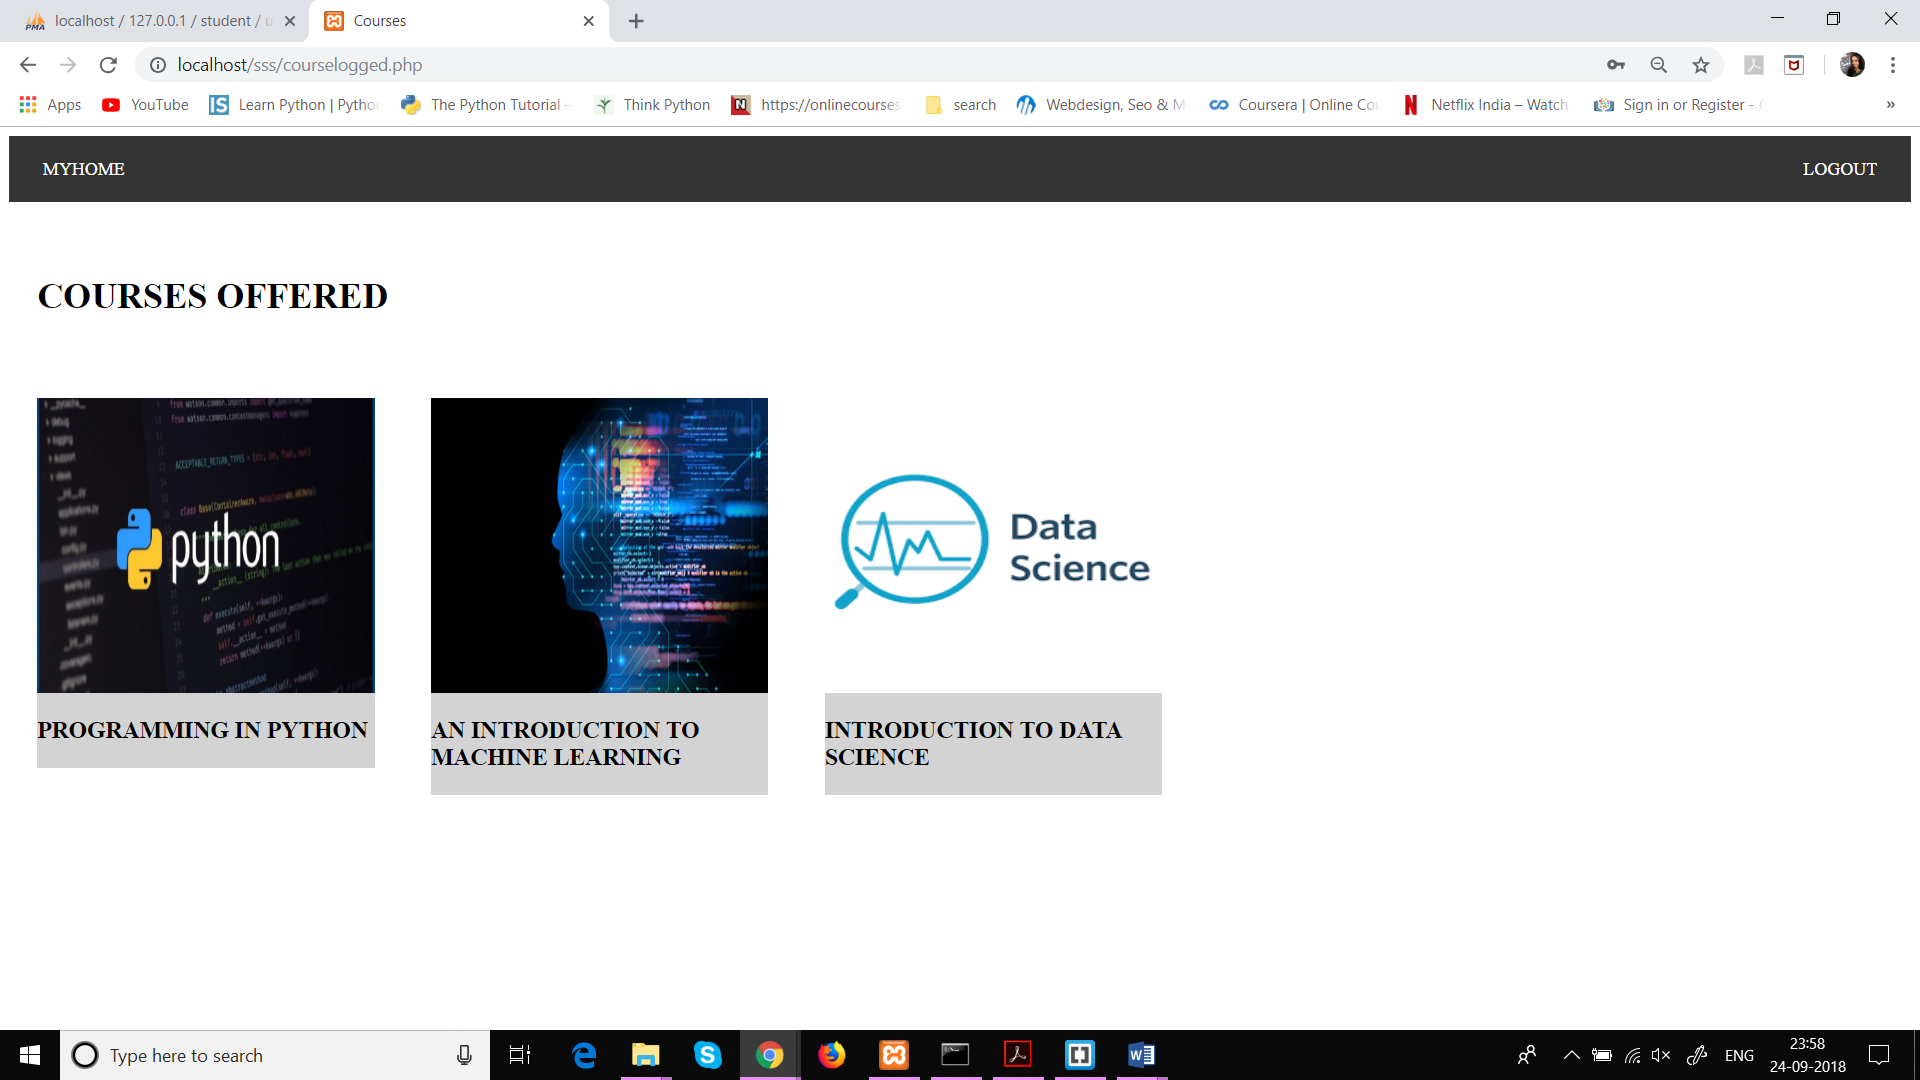 localhost / 127.0.0.1 / student / u
Courses
localhost/sss/courselogged.php
Apps
YouTube
Learn Python | Pytho
The Python Tutorial –
Think Python
https://onlinecourses
search
Webdesign, Seo & M
Coursera | Online Co
Netflix India – Watch
Sign in or Register -
»
MYHOME
LOGOUT
COURSES OFFERED
python
Data
Science
PROGRAMMING IN PYTHON
AN INTRODUCTION TO
MACHINE LEARNING
INTRODUCTION TO DATA
SCIENCE
Type here to search
ENG
23:58
24-09-2018